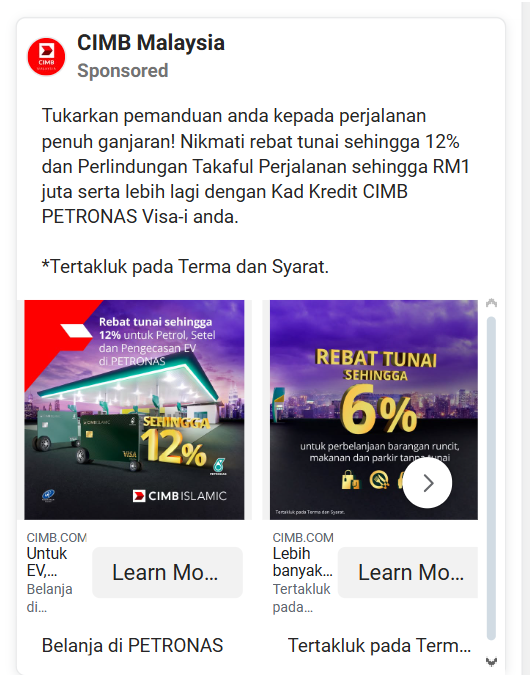 CIMB Malaysia
Sponsored
Tukarkan pemanduan anda kepada perjalanan
penuh ganjaran! Nikmati rebat tunai sehingga 12%
dan Perlindungan Takaful Perjalanan sehingga RM1
juta serta lebih lagi dengan Kad Kredit CIMB
PETRONAS Visa-i anda.
*Tertakluk pada Terma dan Syarat.
CIMB
Rebat tunai sehingga
12% untuk Petrol, Setel
dan Pengecasan EV
di PETRONAS
CIMB ISLAMIC
VISA
SEHINGGA
12%
PETRONAS
CIMB ISLAMIC
REBAT TUNAI
SEHINGGA
6%
untuk perbelanjaan barangan runcit,
makanan dan parkir tanpa tunai
Tertakluk pada Terma dan Syarat.
CIMB.COM
Untuk
EV,...
Belanja
di...
Learn Mo...
CIMB.COM
Lebih
banyak...
Tertakluk
pada...
Learn Mo...
Belanja di PETRONAS
Tertakluk pada Term...